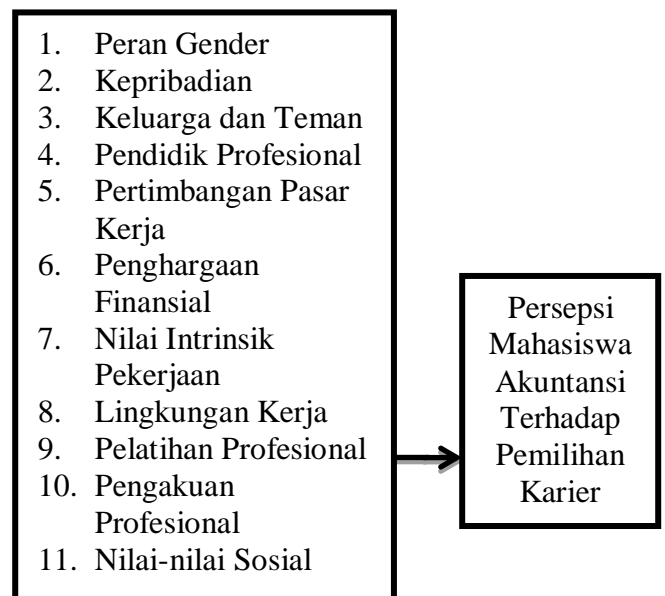 1. Peran Gender
2. Kepribadian
3. Keluarga dan Teman
4. Pendidik Profesional
5. Pertimbangan Pasar
Kerja
6. Penghargaan
Finansial
7. Nilai Intrinsik
Pekerjaan
8. Lingkungan Kerja
9. Pelatihan Profesional
10. Pengakuan
Profesional
11. Nilai-nilai Sosial
Persepsi
Mahasiswa
Akuntansi
Terhadap
Pemilihan
Karier